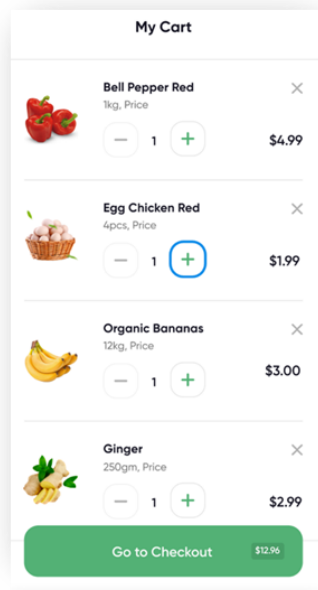 My Cart
Bell Pepper Red
1kg, Price
1
$4.99
Egg Chicken Red
4pcs, Price
1
$1.99
Organic Bananas
12kg, Price
1
$3.00
Ginger
250gm, Price
1
$2.99
Go to Checkout $12.96